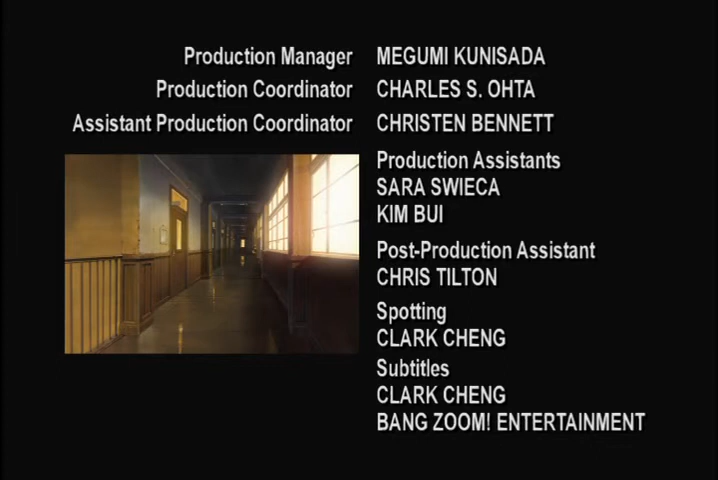 Production Manager MEGUMI KUNISADA
Production Coordinator CHARLES S. OHTA
Assistant Production Coordinator CHRISTEN BENNETT
Production Assistants
SARA SWIECA
KIM BUI
Post-Production Assistant
CHRIS TILTON
Spotting
CLARK CHENG
Subtitles
CLARK CHENG
BANG ZOOM! ENTERTAINMENT